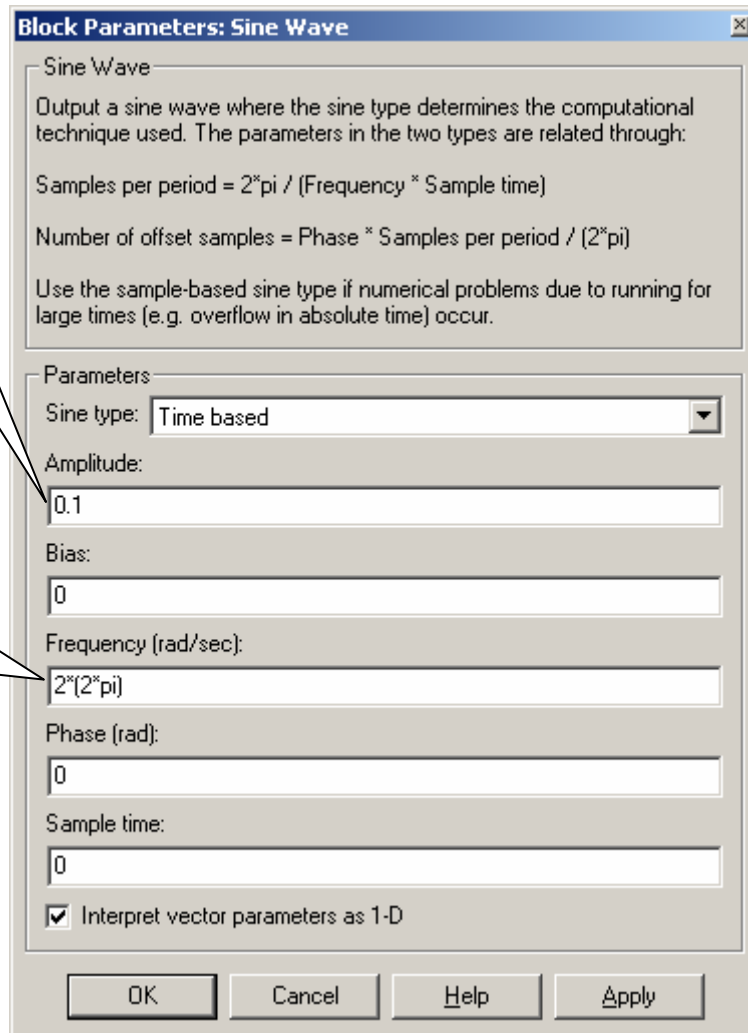 Block Parameters: Sine Wave
Sine Wave
Output a sine wave where the sine type determines the computational
technique used. The parameters in the two types are related through:
Samples per period = 2*pi / (Frequency * Sample time)
Number of offset samples = Phase * Samples per period / (2*pi)
Use the sample-based sine type if numerical problems due to running for
large times (e.g. overflow in absolute time) occur.
Parameters
Sine type: Time based
Amplitude:
0.1
Bias:
0
Frequency (rad/sec):
2*(2*pi)
Phase (rad):
0
Sample time:
0
Interpret vector parameters as 1-D
OK Cancel Help Apply